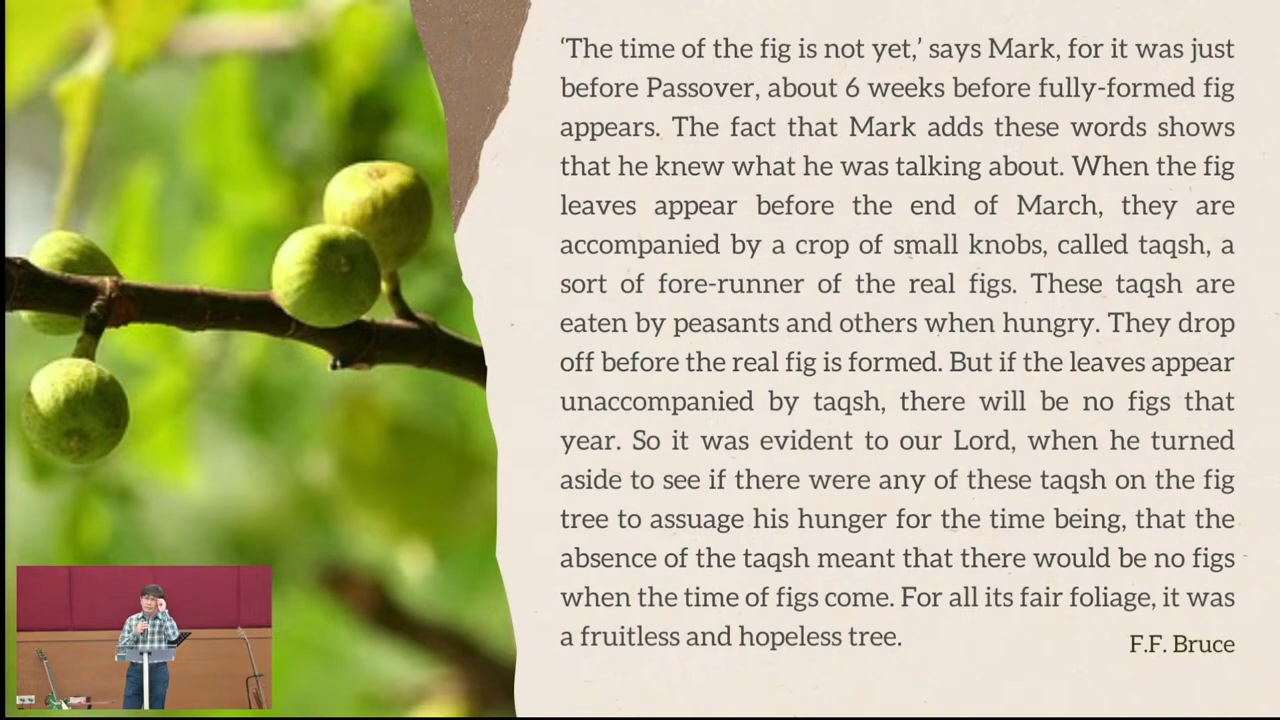 ‘The time of the fig is not yet,’ says Mark, for it was just
before Passover, about 6 weeks before fully-formed fig
appears. The fact that Mark adds these words shows
that he knew what he was talking about. When the fig
leaves appear before the end of March, they are
accompanied by a crop of small knobs, called taqsh, a
sort of fore-runner of the real figs. These taqsh are
eaten by peasants and others when hungry. They drop
off before the real fig is formed. But if the leaves appear
unaccompanied by taqsh, there will be no figs that
year. So it was evident to our Lord, when he turned
aside to see if there were any of these taqsh on the fig
tree to assuage his hunger for the time being, that the
absence of the taqsh meant that there would be no figs
when the time of figs come. For all its fair foliage, it was
a fruitless and hopeless tree.
F.F. Bruce